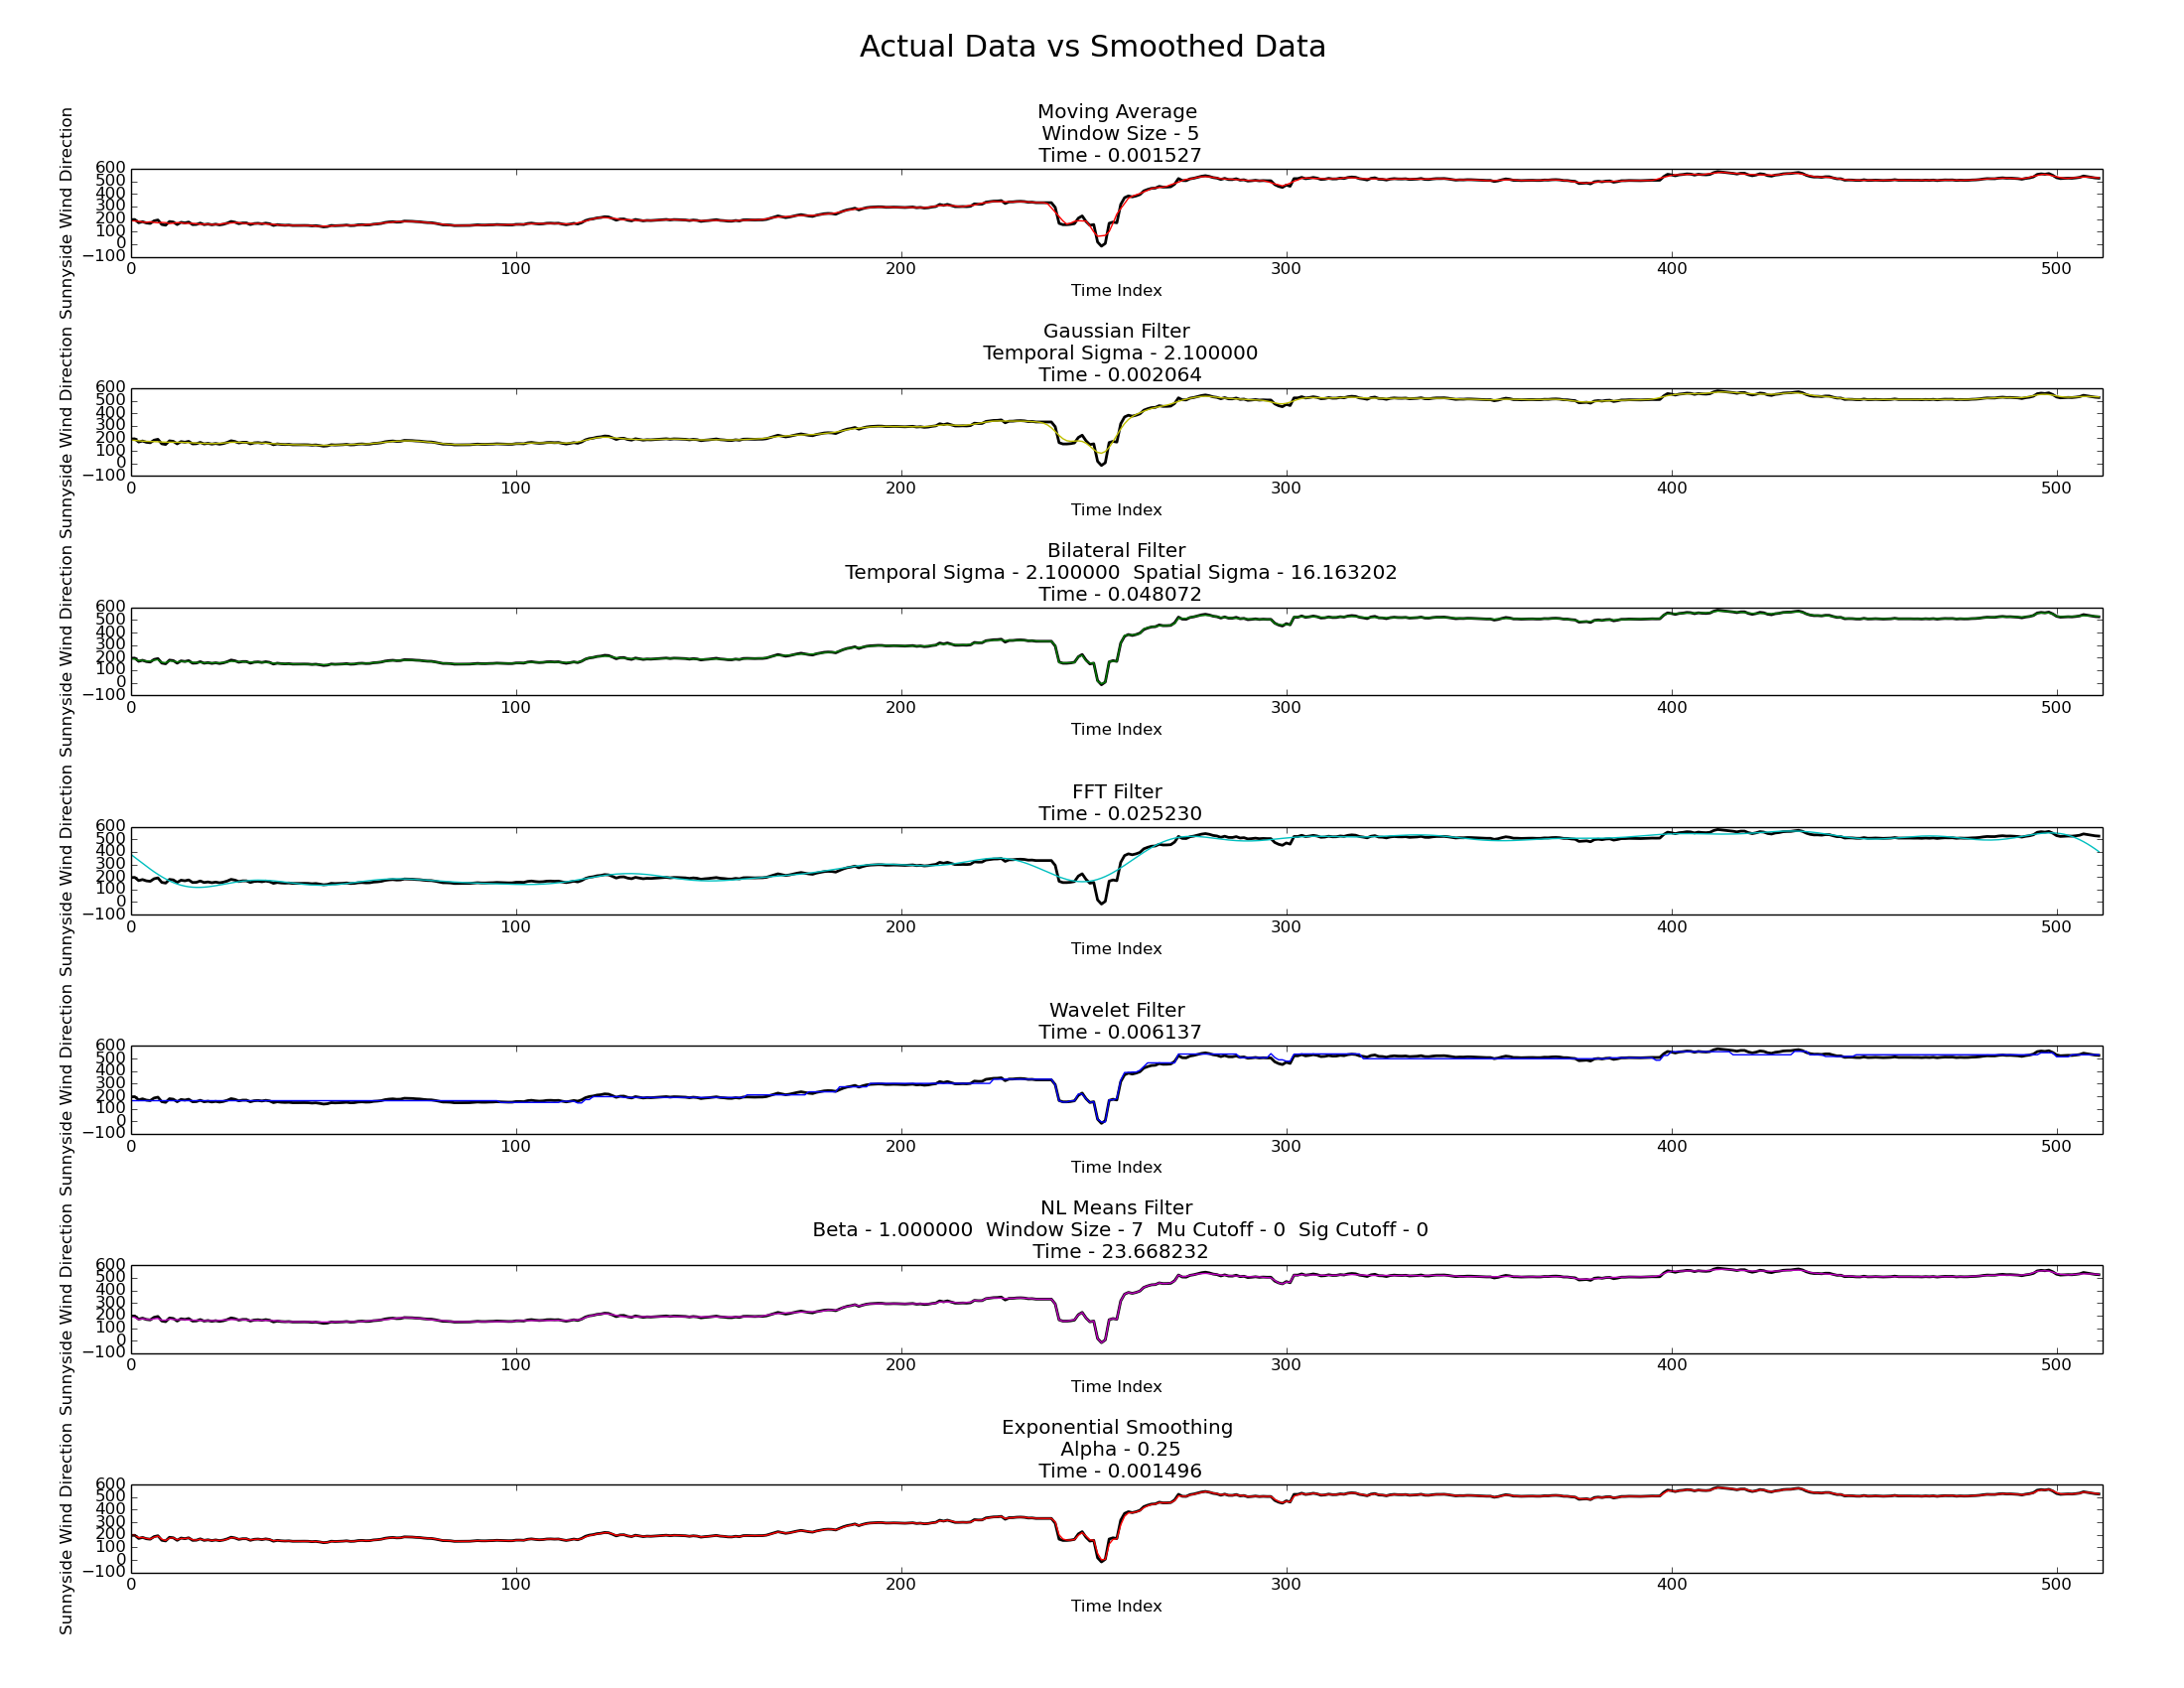 Actual Data vs Smoothed Data
Moving Average
Window Size - 5
Time - 0.001527
Sunnyside Wind Direction
600
500
400
300
200
100
0
−100
0 100 200 300 400 500
Time Index
Gaussian Filter
Temporal Sigma - 2.100000
Time - 0.002064
Sunnyside Wind Direction
600
500
400
300
200
100
0
−100
0 100 200 300 400 500
Time Index
Bilateral Filter
Temporal Sigma - 2.100000  Spatial Sigma - 16.163202
Time - 0.048072
Sunnyside Wind Direction
600
500
400
300
200
100
0
−100
0 100 200 300 400 500
Time Index
FFT Filter
Time - 0.025230
Sunnyside Wind Direction
600
500
400
300
200
100
0
−100
0 100 200 300 400 500
Time Index
Wavelet Filter
Time - 0.006137
Sunnyside Wind Direction
600
500
400
300
200
100
0
−100
0 100 200 300 400 500
Time Index
NL Means Filter
Beta - 1.000000  Window Size - 7  Mu Cutoff - 0  Sig Cutoff - 0
Time - 23.668232
Sunnyside Wind Direction
600
500
400
300
200
100
0
−100
0 100 200 300 400 500
Time Index
Exponential Smoothing
Alpha - 0.25
Time - 0.001496
Sunnyside Wind Direction
600
500
400
300
200
100
0
−100
0 100 200 300 400 500
Time Index